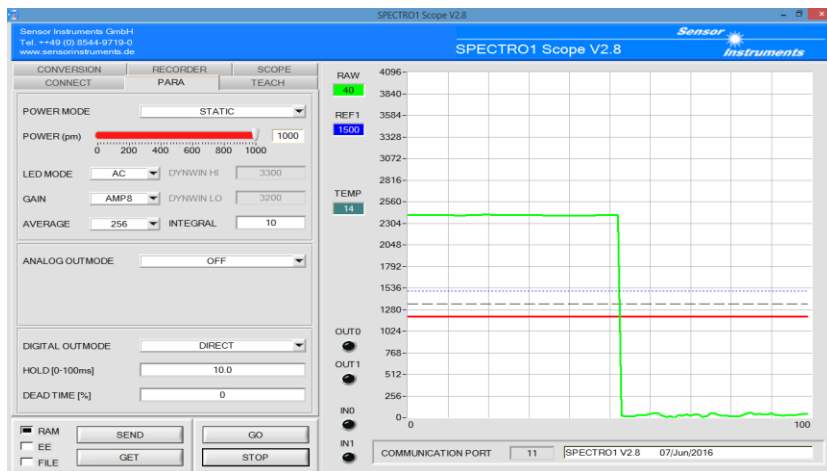 SPECTRO1 Scope V2.8
Sensor Instruments GmbH
Tel. ++49 (0) 8544-9719-0
www.sensorinstruments.de
SPECTRO1 Scope V2.8
Sensor
Instruments
CONVERSION RECORDER SCOPE
CONNECT PARA TEACH
POWER MODE STATIC
POWER (pm) 1000
0 200 400 600 800 1000
LED MODE AC DYNWIN HI 3300
GAIN AMP8 DYNWIN LO 3200
AVERAGE 256 INTEGRAL 10
ANALOG OUTMODE OFF
DIGITAL OUTMODE DIRECT
HOLD [0-100ms] 10.0
DEAD TIME [%] 0
RAM
EE
FILE
SEND GO
GET STOP
RAW
40
REF1
1500
TEMP
14
OUT0
OUT1
IN0
IN1
4096
3840
3584
3328
3072
2816
2560
2304
2048
1792
1536
1280
1024
768
512
256
0
0 100
COMMUNICATION PORT 11 SPECTRO1 V2.8 07/Jun/2016